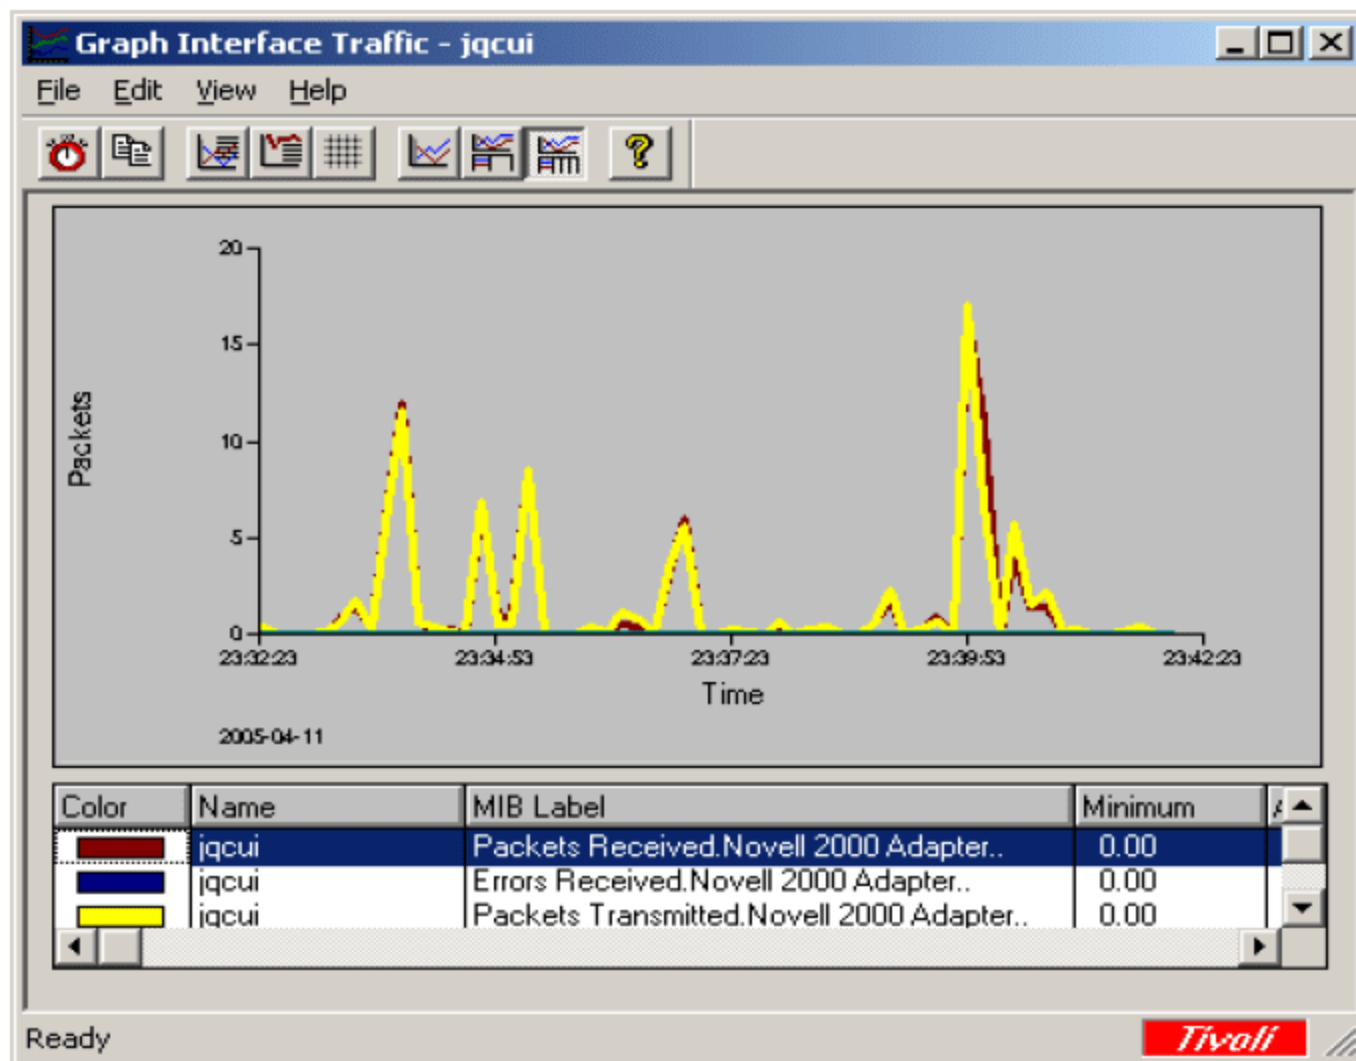 Graph Interface Traffic - jqcui
File Edit View Help
20
15
10
5
0
Packets
23:32:23 23:34:53 23:37:23 23:39:53 23:42:23
Time
2005-04-11
Color Name MIB Label Minimum
jqcui Packets Received.Novell 2000 Adapter.. 0.00
jqcui Errors Received.Novell 2000 Adapter.. 0.00
jqcui Packets Transmitted.Novell 2000 Adapter.. 0.00
Ready Tivoli